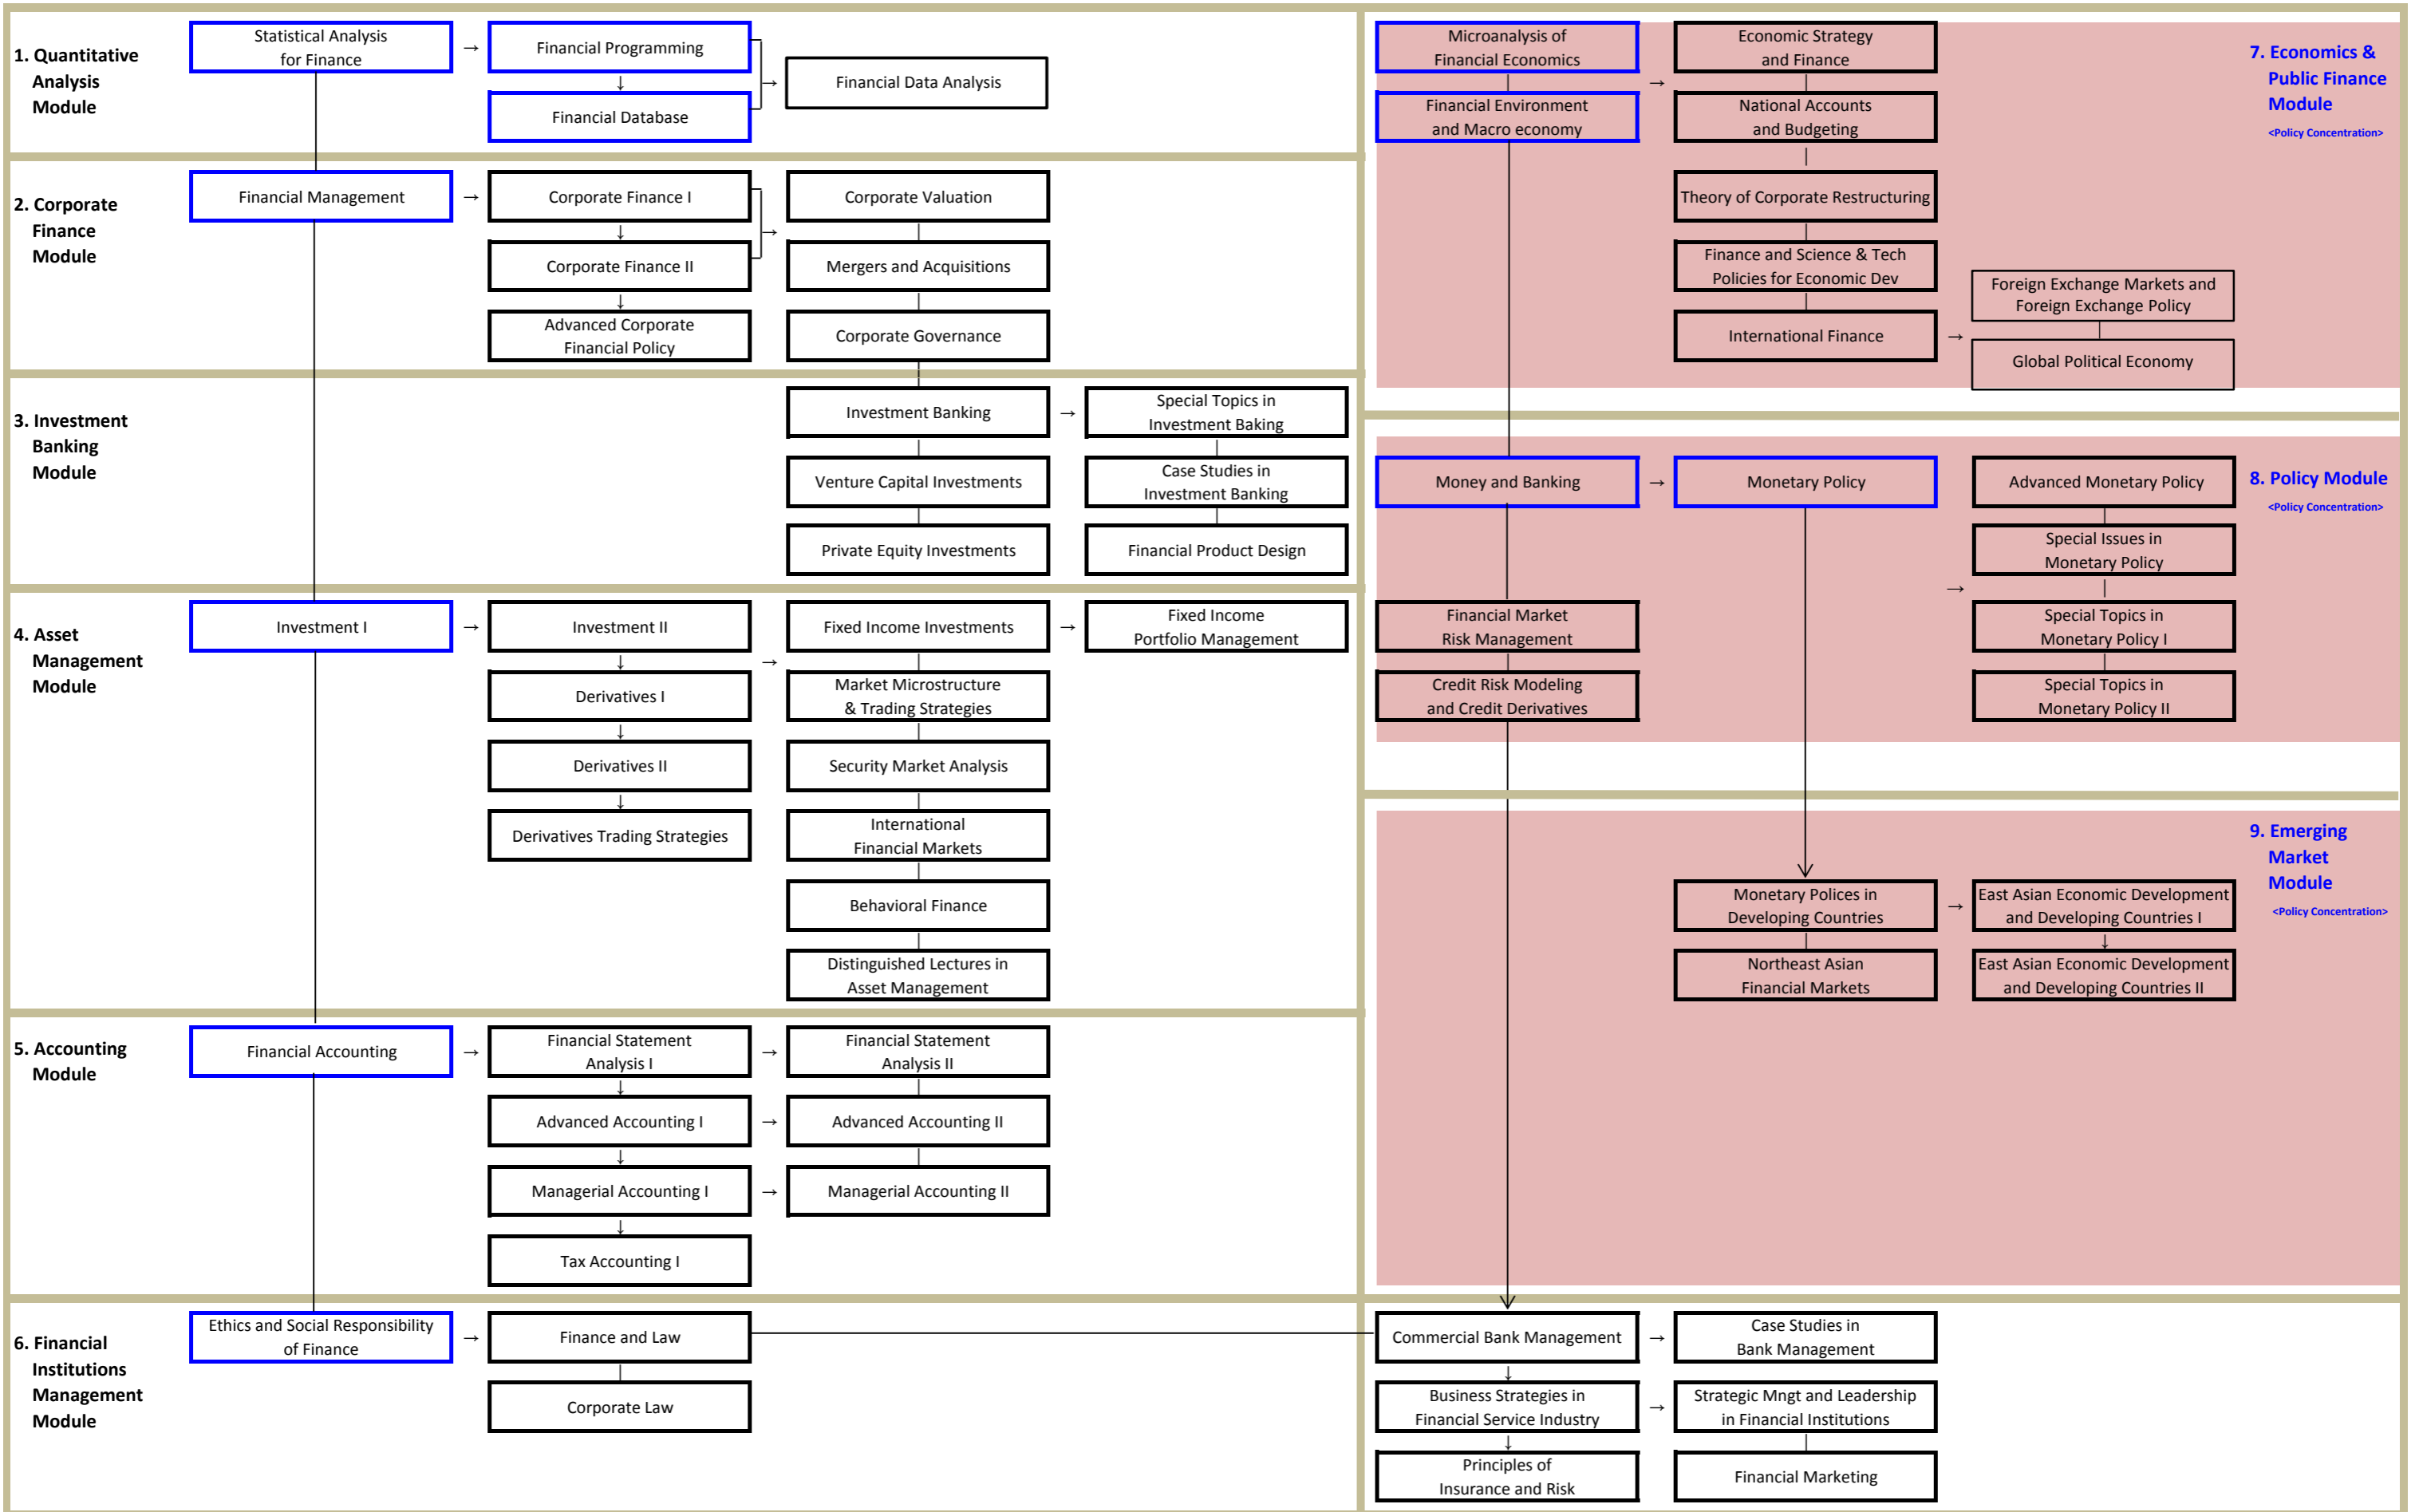 1. Quantitative
Analysis
Module
Statistical Analysis
for Finance
→
Financial Programming
↓
Financial Database
→
Financial Data Analysis
2. Corporate
Finance
Module
Financial Management
→
Corporate Finance I
↓
Corporate Finance II
↓
Advanced Corporate
Financial Policy
→
Corporate Valuation
Mergers and Acquisitions
Corporate Governance
3. Investment
Banking
Module
Investment Banking
→
Special Topics in
Investment Baking
Venture Capital Investments
Case Studies in
Investment Banking
Private Equity Investments
Financial Product Design
4. Asset
Management
Module
Investment I
→
Investment II
↓
Derivatives I
↓
Derivatives II
↓
Derivatives Trading Strategies
→
Fixed Income Investments
→
Fixed Income
Portfolio Management
Market Microstructure
& Trading Strategies
Security Market Analysis
International
Financial Markets
Behavioral Finance
Distinguished Lectures in
Asset Management
5. Accounting
Module
Financial Accounting
→
Financial Statement
Analysis I
→
Financial Statement
Analysis II
↓
Advanced Accounting I
→
Advanced Accounting II
↓
Managerial Accounting I
→
Managerial Accounting II
↓
Tax Accounting I
6. Financial
Institutions
Management
Module
Ethics and Social Responsibility
of Finance
→
Finance and Law
Corporate Law
Commercial Bank Management
→
Case Studies in
Bank Management
↓
Business Strategies in
Financial Service Industry
→
Strategic Mngt and Leadership
in Financial Institutions
↓
Principles of
Insurance and Risk
Financial Marketing
7. Economics &
Public Finance
Module
<Policy Concentration>
Microanalysis of
Financial Economics
Financial Environment
and Macro economy
→
Economic Strategy
and Finance
National Accounts
and Budgeting
Theory of Corporate Restructuring
Finance and Science & Tech
Policies for Economic Dev
International Finance
→
Foreign Exchange Markets and
Foreign Exchange Policy
Global Political Economy
8. Policy Module
<Policy Concentration>
Money and Banking
→
Monetary Policy
→
Advanced Monetary Policy
Special Issues in
Monetary Policy
Special Topics in
Monetary Policy I
Special Topics in
Monetary Policy II
Financial Market
Risk Management
Credit Risk Modeling
and Credit Derivatives
9. Emerging
Market
Module
<Policy Concentration>
Monetary Polices in
Developing Countries
→
East Asian Economic Development
and Developing Countries I
↓
Northeast Asian
Financial Markets
East Asian Economic Development
and Developing Countries II